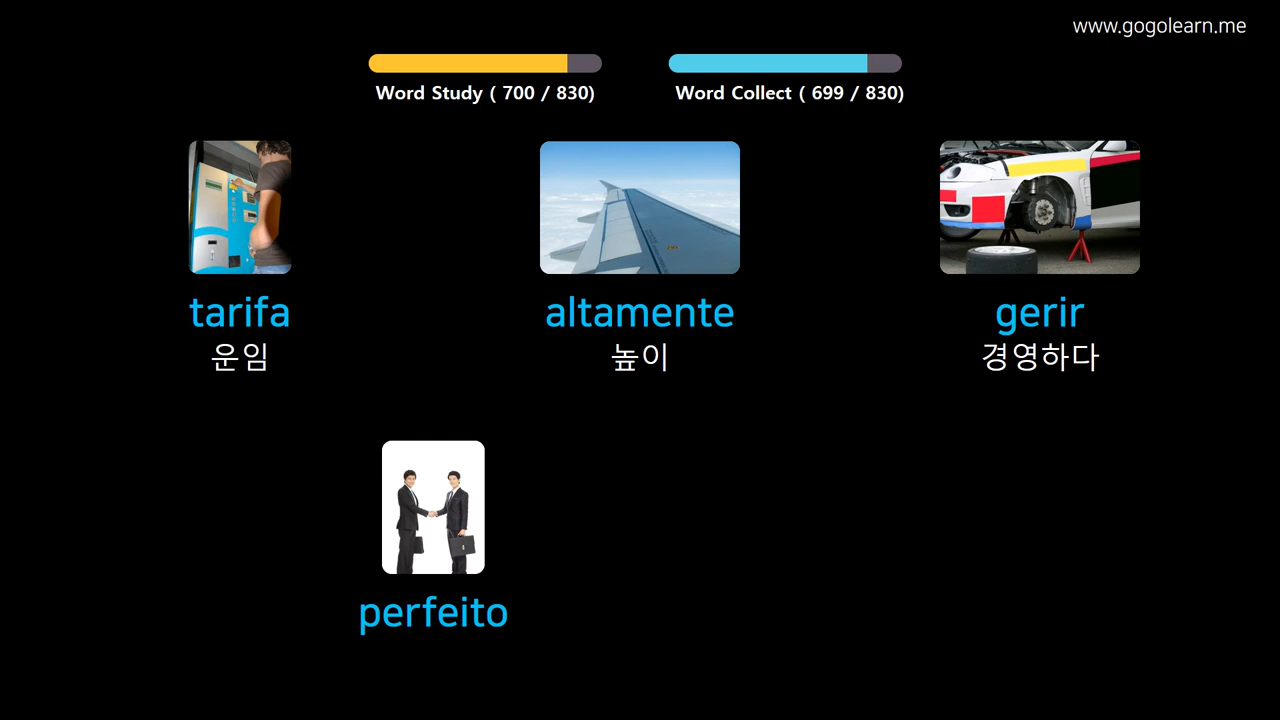 www.gogolearn.me
Word Study ( 700 / 830)
Word Collect ( 699 / 830)
tarifa
운임
altamente
높이
gerir
경영하다
perfeito